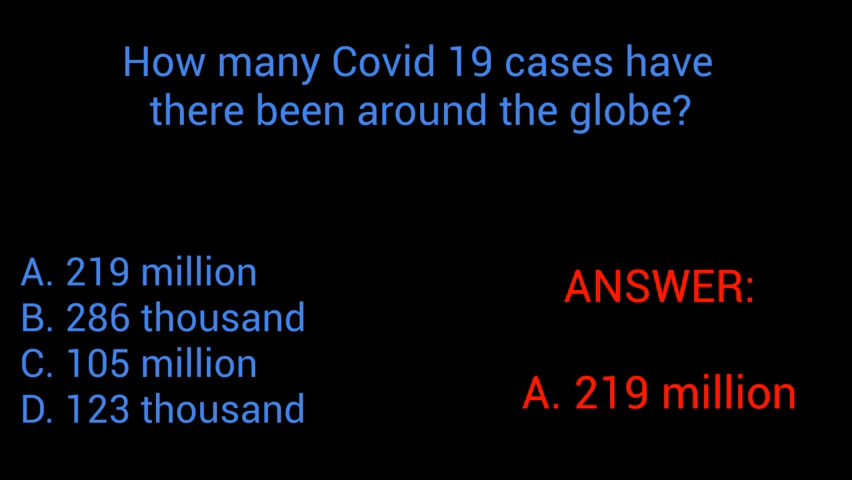 How many Covid 19 cases have
there been around the globe?
A. 219 million
B. 286 thousand
C. 105 million
D. 123 thousand
ANSWER:
A. 219 million